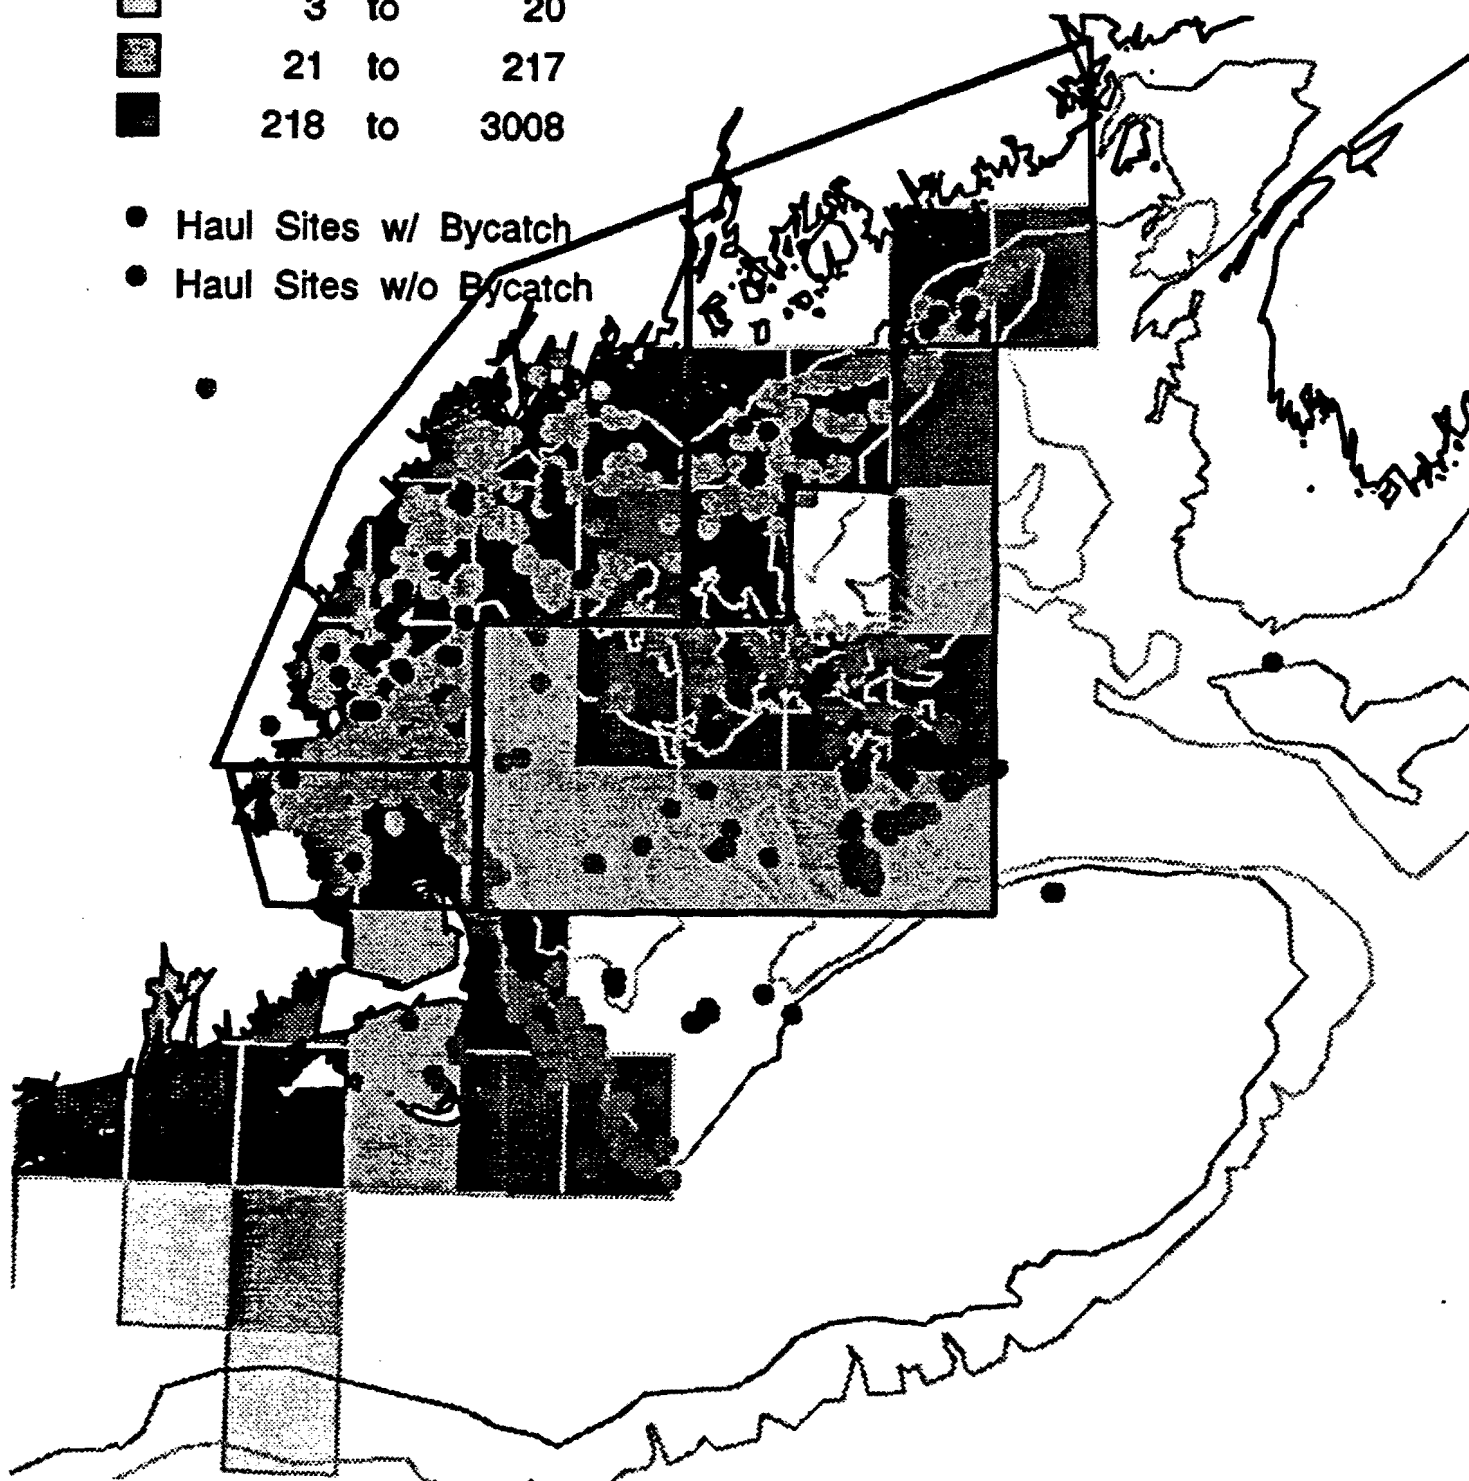 3 to 20
21 to 217
218 to 3008
Haul Sites w/ Bycatch
Haul Sites w/o Bycatch